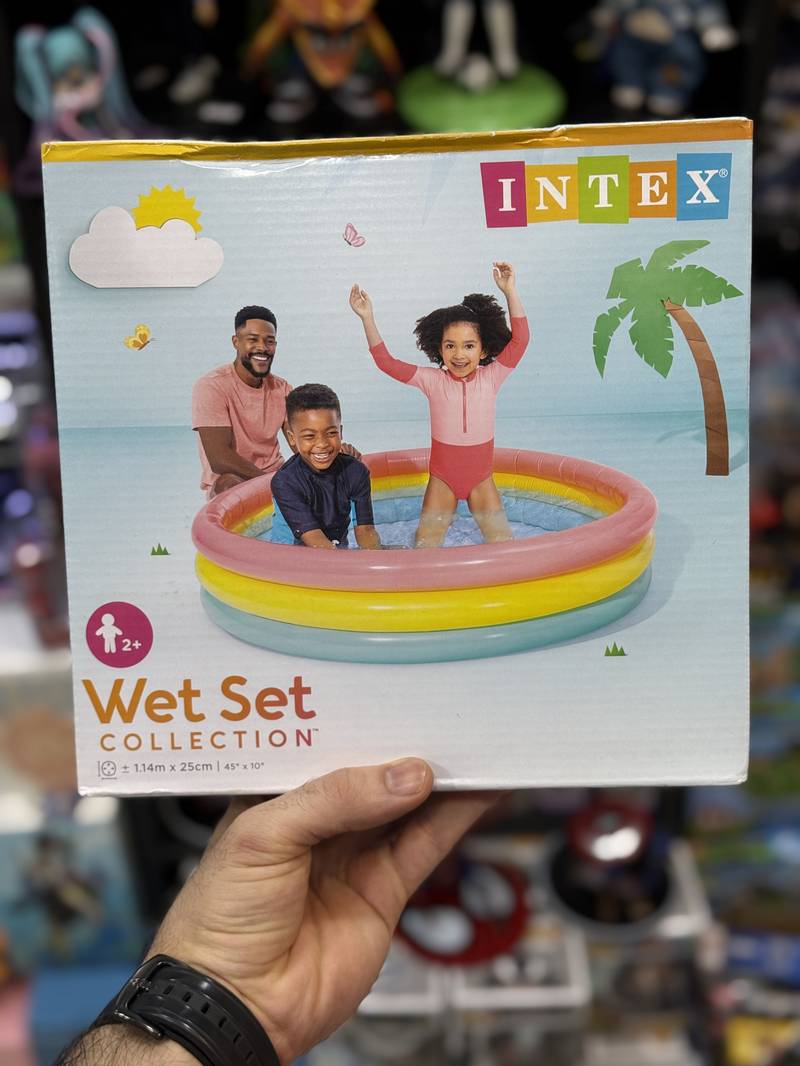 INTEX®
2+
Wet Set
COLLECTION™
± 1.14m x 25cm | 45" x 10"